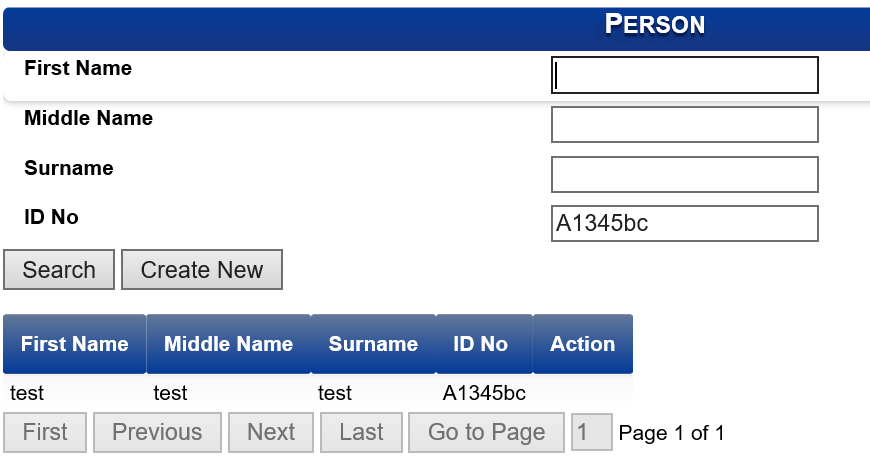 PERSON
First Name
Middle Name
Surname
ID No A1345bc
Search Create New
First Name Middle Name Surname ID No Action
test test test A1345bc
First Previous Next Last Go to Page 1 Page 1 of 1